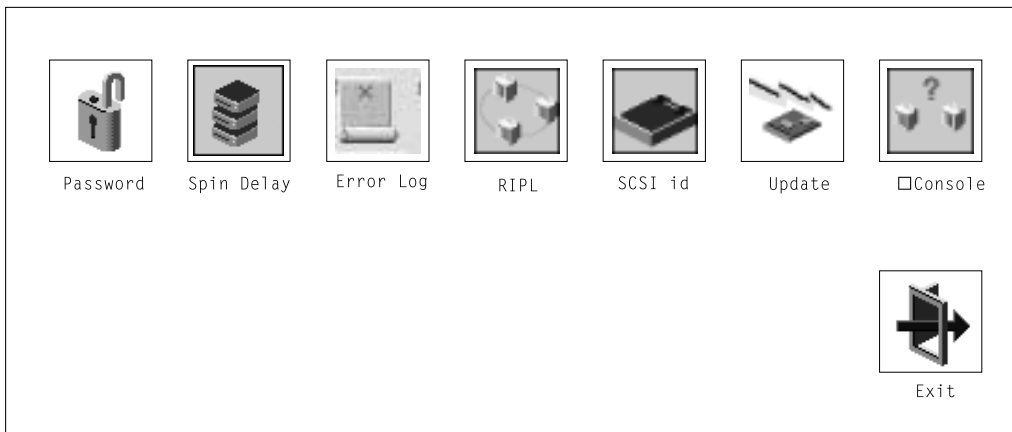 Password
Spin Delay
Error Log
RIPL
SCSI id
?
Update
□Console
Exit